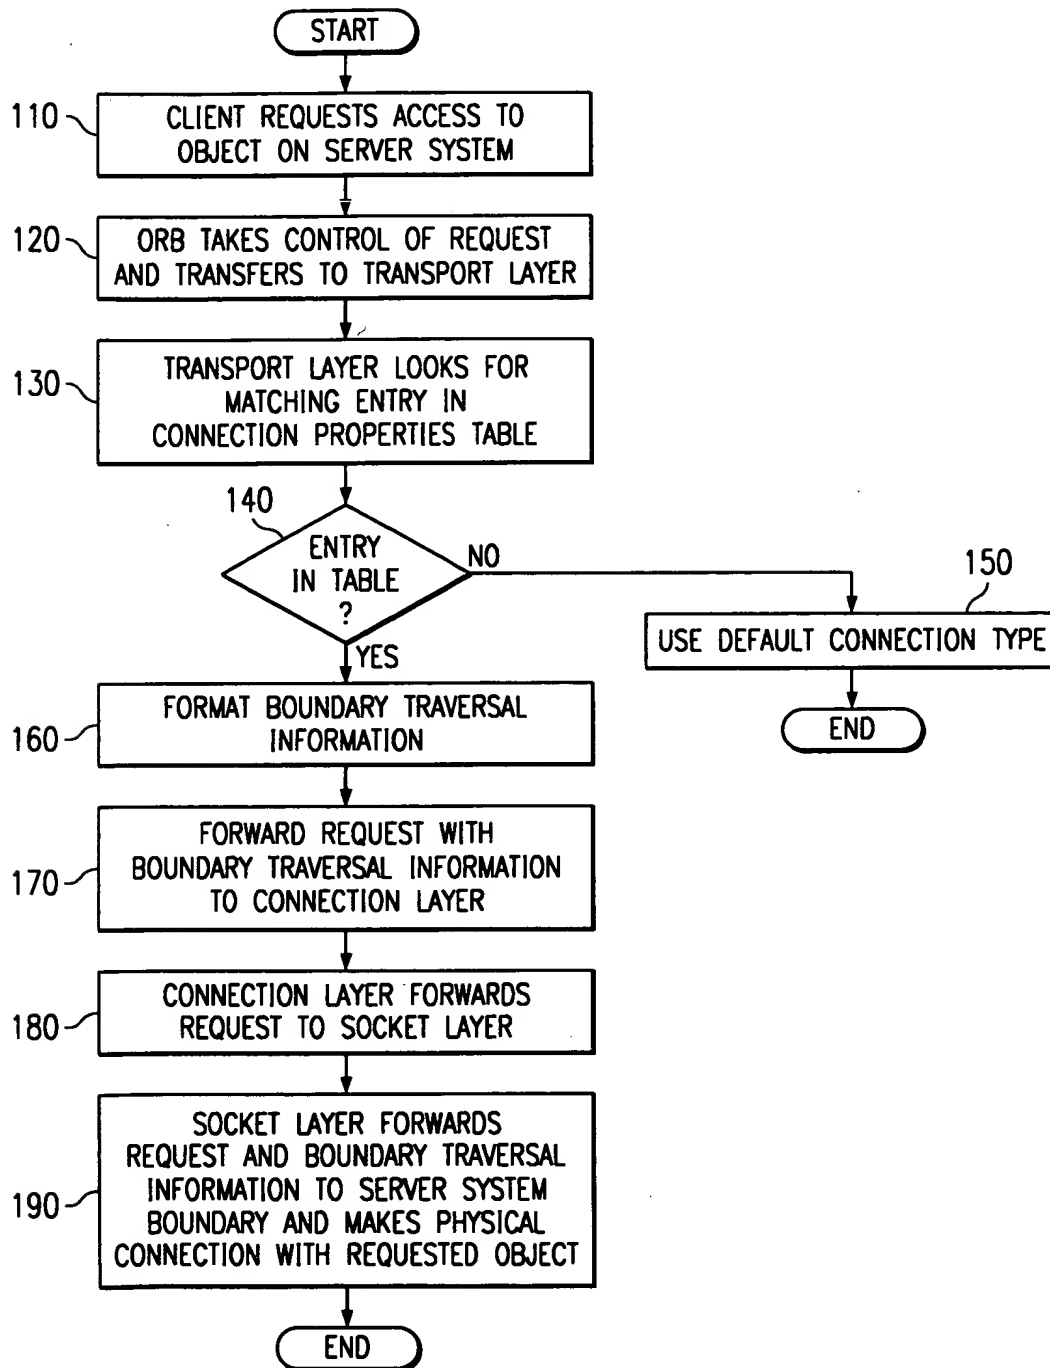 START
110
CLIENT REQUESTS ACCESS TO
OBJECT ON SERVER SYSTEM
120
ORB TAKES CONTROL OF REQUEST
AND TRANSFERS TO TRANSPORT LAYER
130
TRANSPORT LAYER LOOKS FOR
MATCHING ENTRY IN
CONNECTION PROPERTIES TABLE
140
ENTRY
IN TABLE
?
NO
150
USE DEFAULT CONNECTION TYPE
END
YES
160
FORMAT BOUNDARY TRAVERSAL
INFORMATION
170
FORWARD REQUEST WITH
BOUNDARY TRAVERSAL INFORMATION
TO CONNECTION LAYER
180
CONNECTION LAYER FORWARDS
REQUEST TO SOCKET LAYER
190
SOCKET LAYER FORWARDS
REQUEST AND BOUNDARY TRAVERSAL
INFORMATION TO SERVER SYSTEM
BOUNDARY AND MAKES PHYSICAL
CONNECTION WITH REQUESTED OBJECT
END